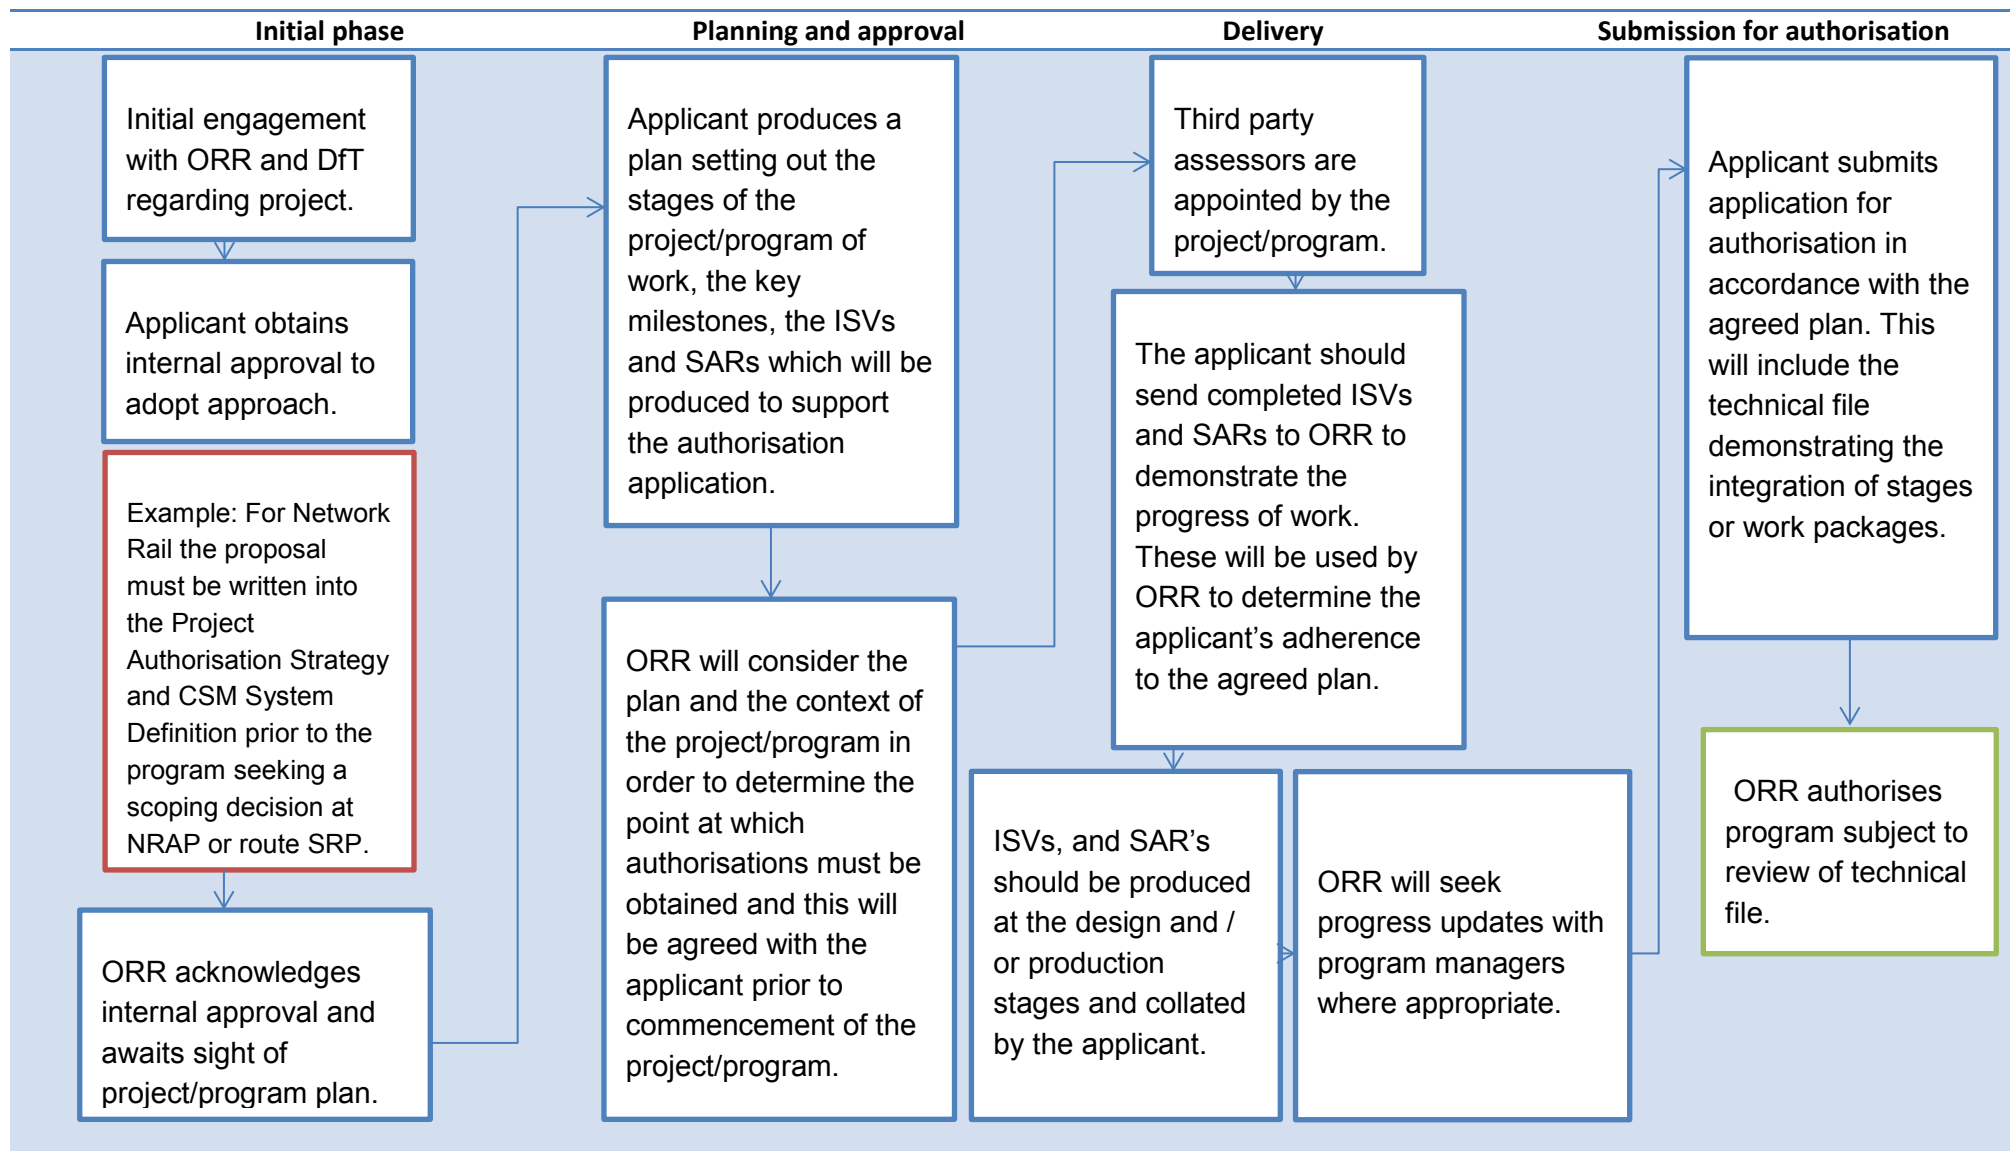 Initial phase
Planning and approval
Delivery
Submission for authorisation
Initial engagement
with ORR and DfT
regarding project.
Applicant obtains
internal approval to
adopt approach.
Example: For Network
Rail the proposal
must be written into
the Project
Authorisation Strategy
and CSM System
Definition prior to the
program seeking a
scoping decision at
NRAP or route SRP.
ORR acknowledges
internal approval and
awaits sight of
project/program plan.
Applicant produces a
plan setting out the
stages of the
project/program of
work, the key
milestones, the ISVs
and SARs which will be
produced to support
the authorisation
application.
ORR will consider the
plan and the context of
the project/program in
order to determine the
point at which
authorisations must be
obtained and this will
be agreed with the
applicant prior to
commencement of the
project/program.
Third party
assessors are
appointed by the
project/program.
The applicant should
send completed ISVs
and SARs to ORR to
demonstrate the
progress of work.
These will be used by
ORR to determine the
applicant’s adherence
to the agreed plan.
ISVs, and SAR’s
should be produced
at the design and /
or production
stages and collated
by the applicant.
ORR will seek
progress updates with
program managers
where appropriate.
Applicant submits
application for
authorisation in
accordance with the
agreed plan. This
will include the
technical file
demonstrating the
integration of stages
or work packages.
ORR authorises
program subject to
review of technical
file.